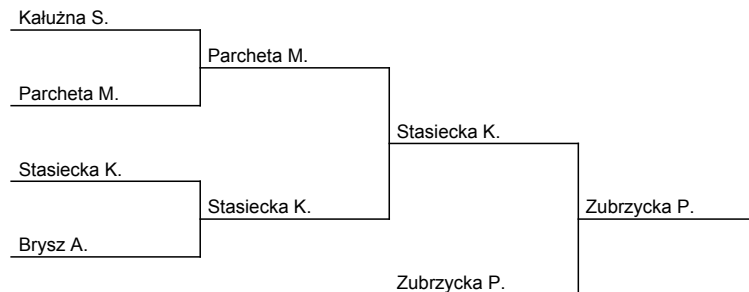 Kałużna S.
Parcheta M.
Parcheta M.
Stasiecka K.
Stasiecka K.
Zubrzycka P.
Stasiecka K.
Brysz A.
Zubrzycka P.